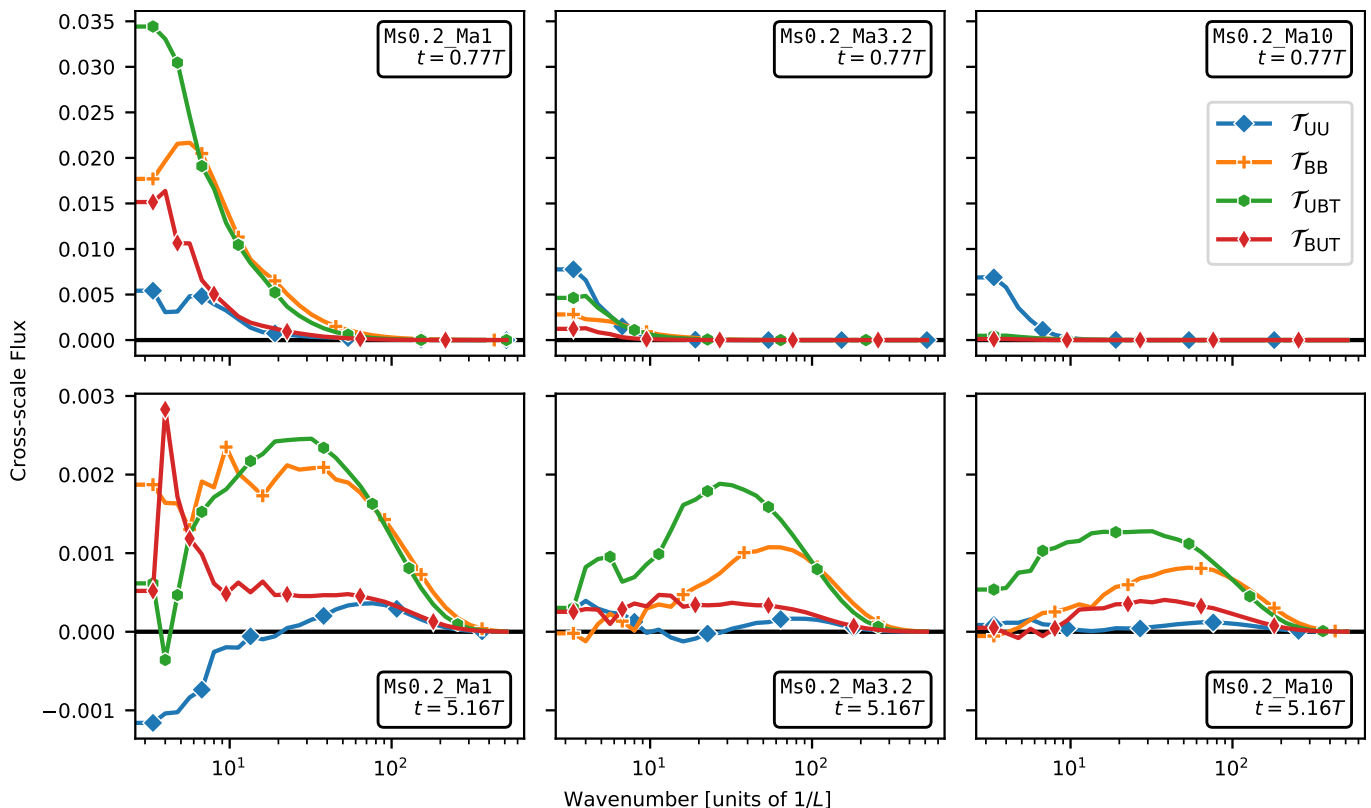 0.035
0.030
0.025
0.020
0.015
0.010
0.005
0.000
Ms0.2_Ma1
t = 0.77T
Ms0.2_Ma3.2
t = 0.77T
Ms0.2_Ma10
t = 0.77T
𝒯UU
𝒯BB
𝒯UBT
𝒯BUT
Cross-scale Flux
0.003
0.002
0.001
0.000
−0.001
Ms0.2_Ma1
t = 5.16T
Ms0.2_Ma3.2
t = 5.16T
Ms0.2_Ma10
t = 5.16T
10¹ 10² 10¹ 10² 10¹ 10²
Wavenumber [units of 1/L]